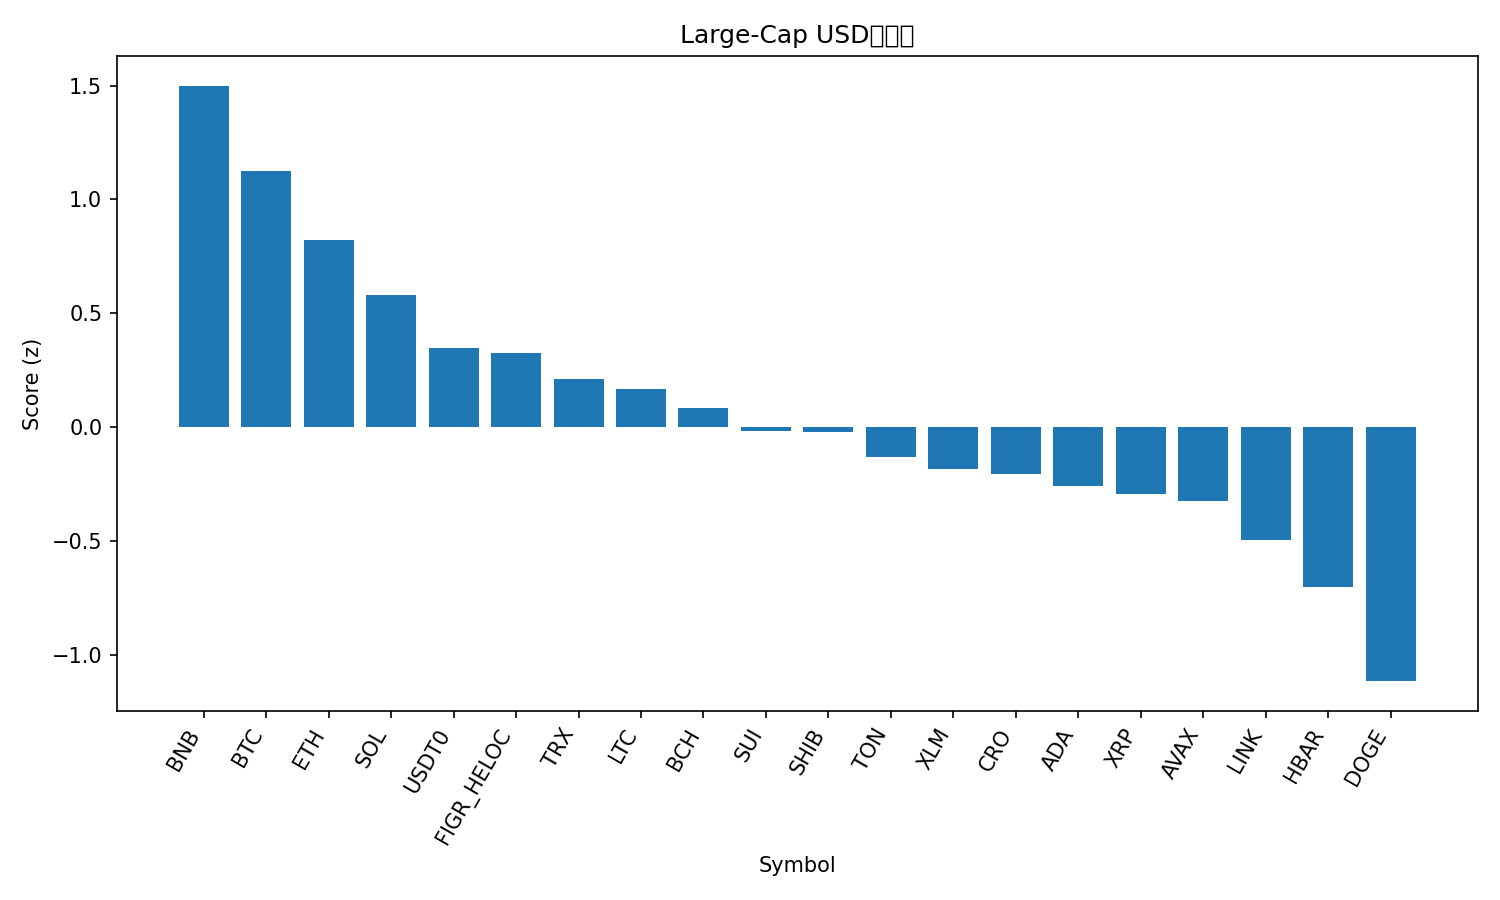 Large-Cap USD
Score (z)
1.5
1.0
0.5
0.0
−0.5
−1.0
BNB
BTC
ETH
SOL
USDT0
FIGR_HELOC
TRX
LTC
BCH
SUI
SHIB
TON
XLM
CRO
ADA
XRP
AVAX
LINK
HBAR
DOGE
Symbol